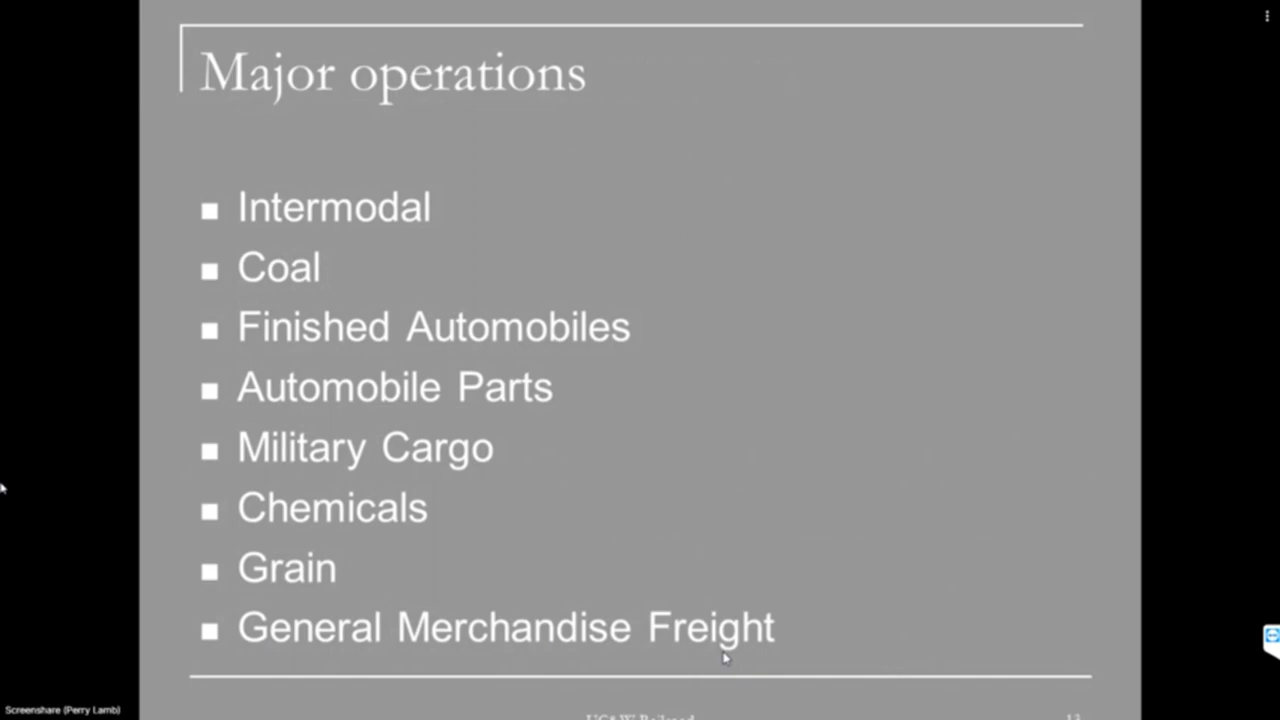 Major operations
Intermodal
Coal
Finished Automobiles
Automobile Parts
Military Cargo
Chemicals
Grain
General Merchandise Freight
Screenshare (Perry Lamb)